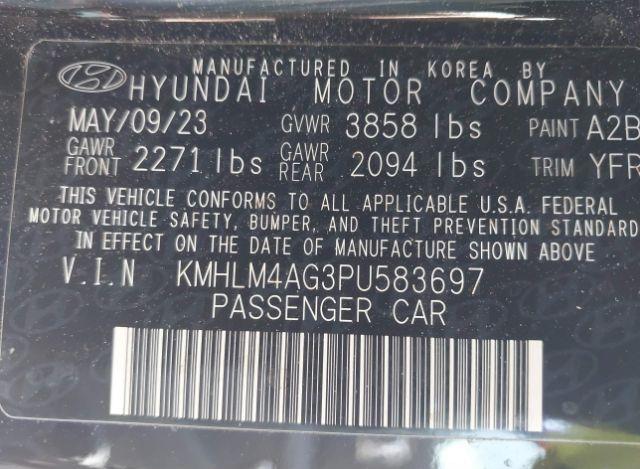 MANUFACTURED IN KOREA BY
HYUNDAI MOTOR COMPANY
MAY/09/23 GVWR 3858 lbs PAINT A2B
GAWR FRONT 2271 lbs GAWR REAR 2094 lbs TRIM YFR
THIS VEHICLE CONFORMS TO ALL APPLICABLE U.S.A. FEDERAL
MOTOR VEHICLE SAFETY, BUMPER, AND THEFT PREVENTION STANDARD
IN EFFECT ON THE DATE OF MANUFACTURE SHOWN ABOVE
V.I.N KMHLM4AG3PU583697
PASSENGER CAR